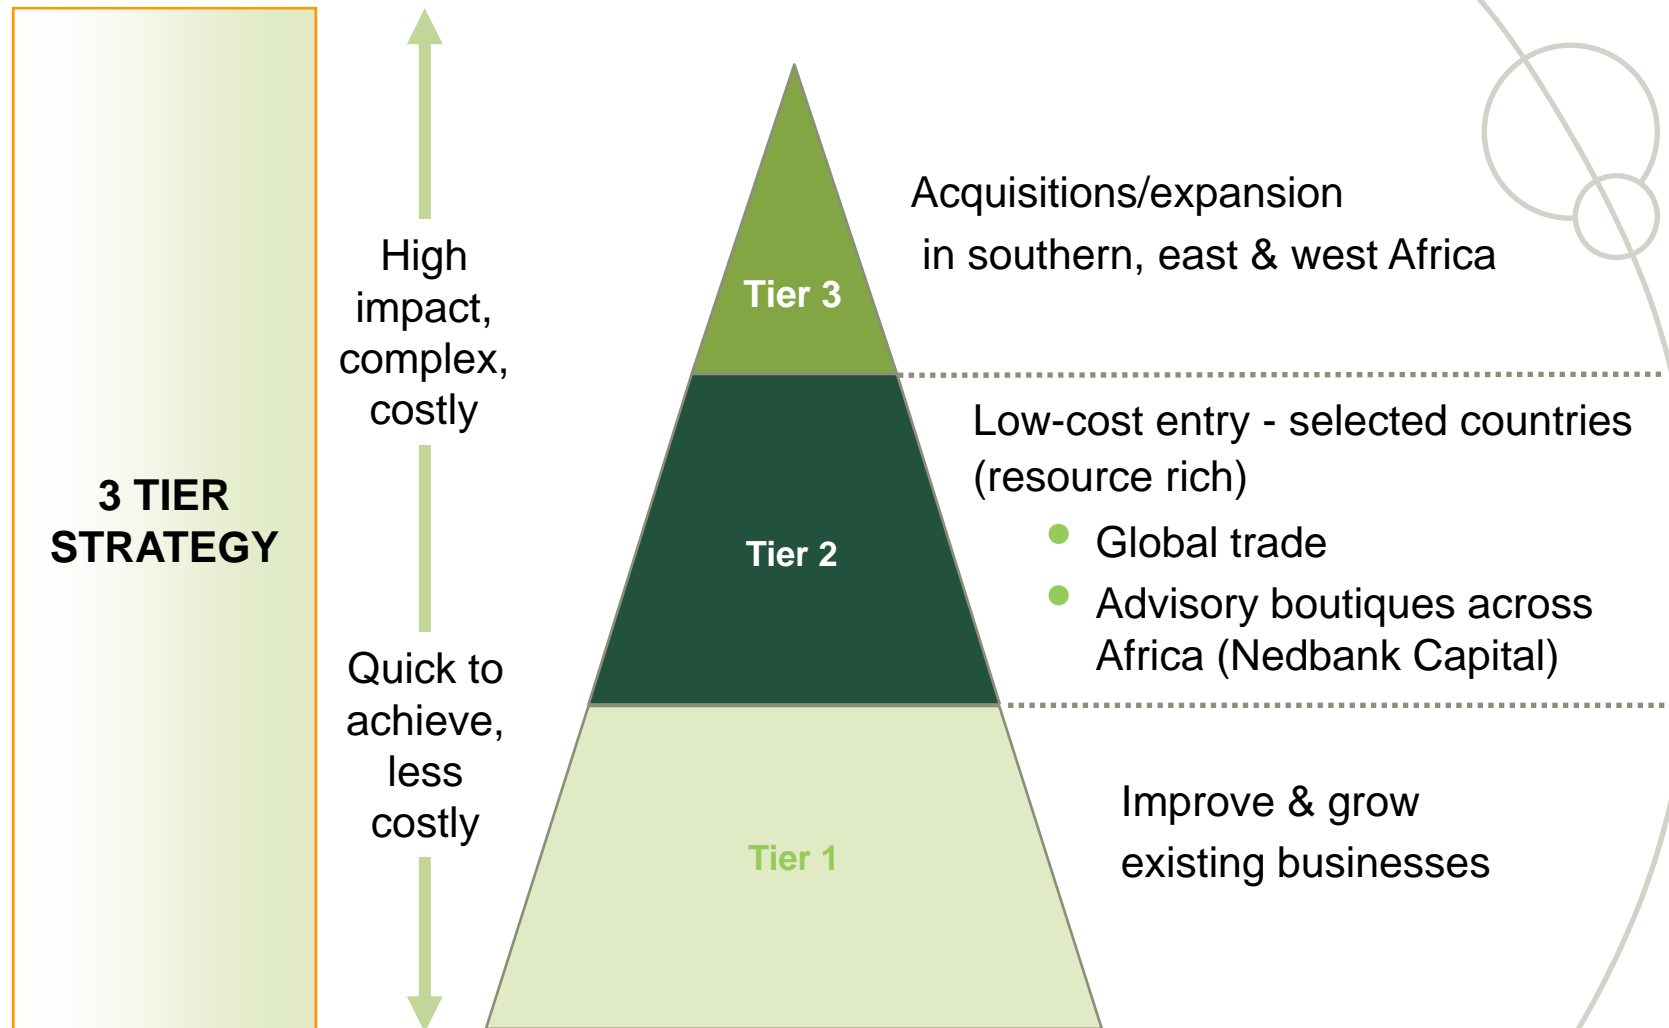 3 TIER
STRATEGY
High
impact,
complex,
costly
Quick to
achieve,
less
costly
Tier 3
Acquisitions/expansion
in southern, east & west Africa
Tier 2
Low-cost entry - selected countries
(resource rich)
• Global trade
• Advisory boutiques across
Africa (Nedbank Capital)
Tier 1
Improve & grow
existing businesses